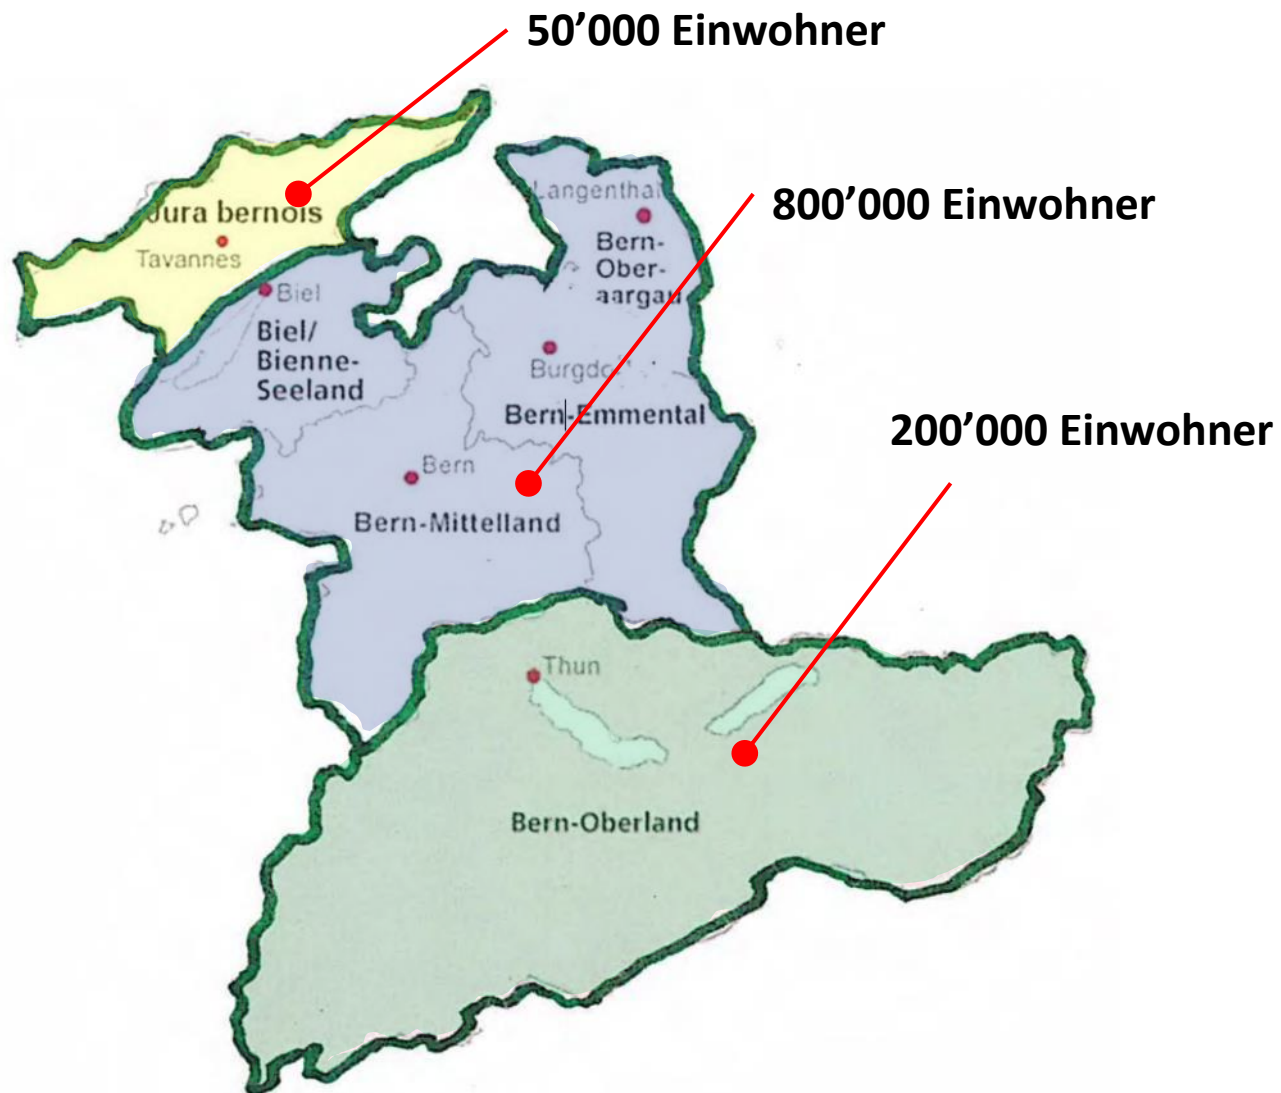 50’000 Einwohner
Jura bernois
Tavannes
Langenthal
800’000 Einwohner
Bern-
Ober-
aargau
Biel
Biel/
Bienne-
Seeland
Burgdorf
Bern-Emmental
200’000 Einwohner
Bern
Bern-Mittelland
Thun
Bern-Oberland